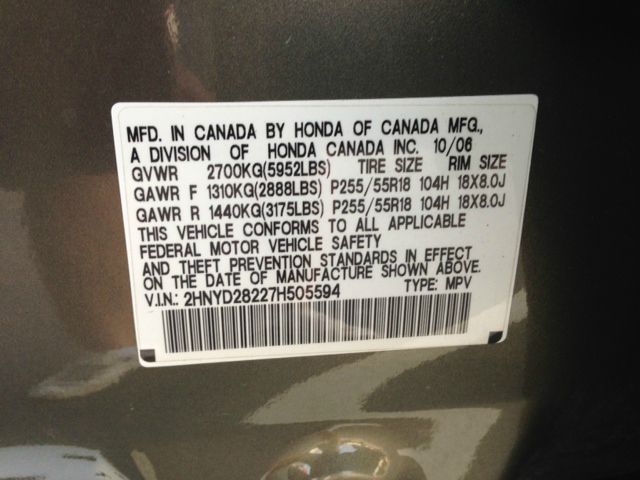 MFD. IN CANADA BY HONDA OF CANADA MFG.,
A DIVISION OF HONDA CANADA INC. 10/06
GVWR 2700KG(5952LBS) TIRE SIZE RIM SIZE
GAWR F 1310KG(2888LBS) P255/55R18 104H 18X8.0J
GAWR R 1440KG(3175LBS) P255/55R18 104H 18X8.0J
THIS VEHICLE CONFORMS TO ALL APPLICABLE
FEDERAL MOTOR VEHICLE SAFETY
AND THEFT PREVENTION STANDARDS IN EFFECT
ON THE DATE OF MANUFACTURE SHOWN ABOVE.
V.I.N.: 2HNYD28227H505594 TYPE: MPV